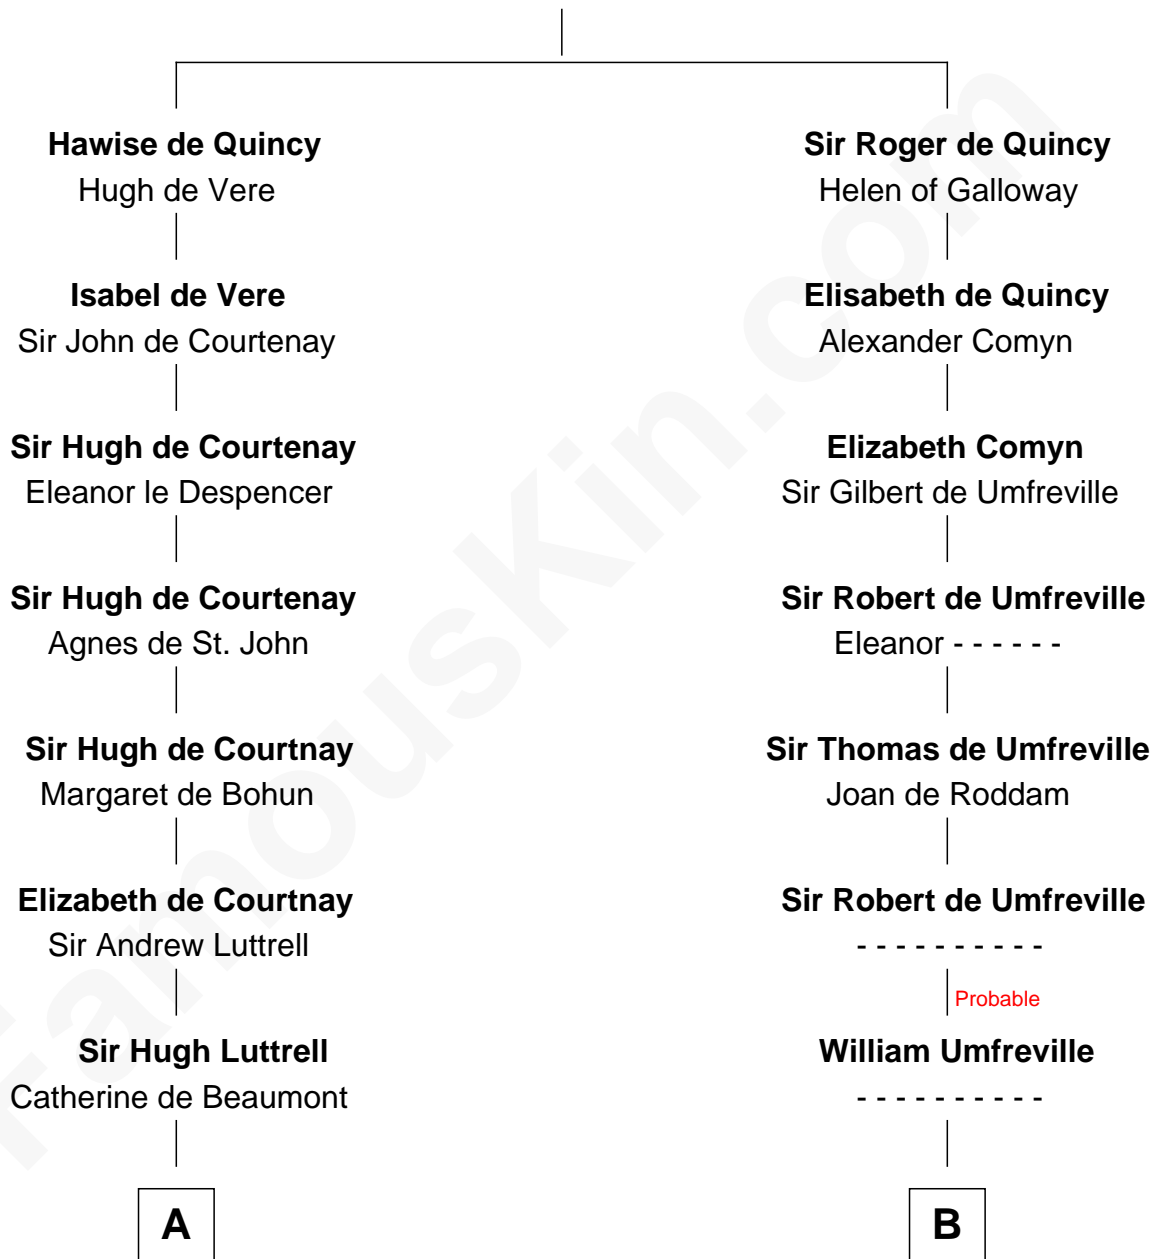 Hawise de Quincy
Hugh de Vere
Isabel de Vere
Sir John de Courtenay
Sir Hugh de Courtenay
Eleanor le Despencer
Sir Hugh de Courtenay
Agnes de St. John
Sir Hugh de Courtnay
Margaret de Bohun
Elizabeth de Courtnay
Sir Andrew Luttrell
Sir Hugh Luttrell
Catherine de Beaumont
A
Sir Roger de Quincy
Helen of Galloway
Elisabeth de Quincy
Alexander Comyn
Elizabeth Comyn
Sir Gilbert de Umfreville
Sir Robert de Umfreville
Eleanor - - - - - -
Sir Thomas de Umfreville
Joan de Roddam
Sir Robert de Umfreville
- - - - - - - - - -
Probable
William Umfreville
- - - - - - - - - -
B
FamousKin.com